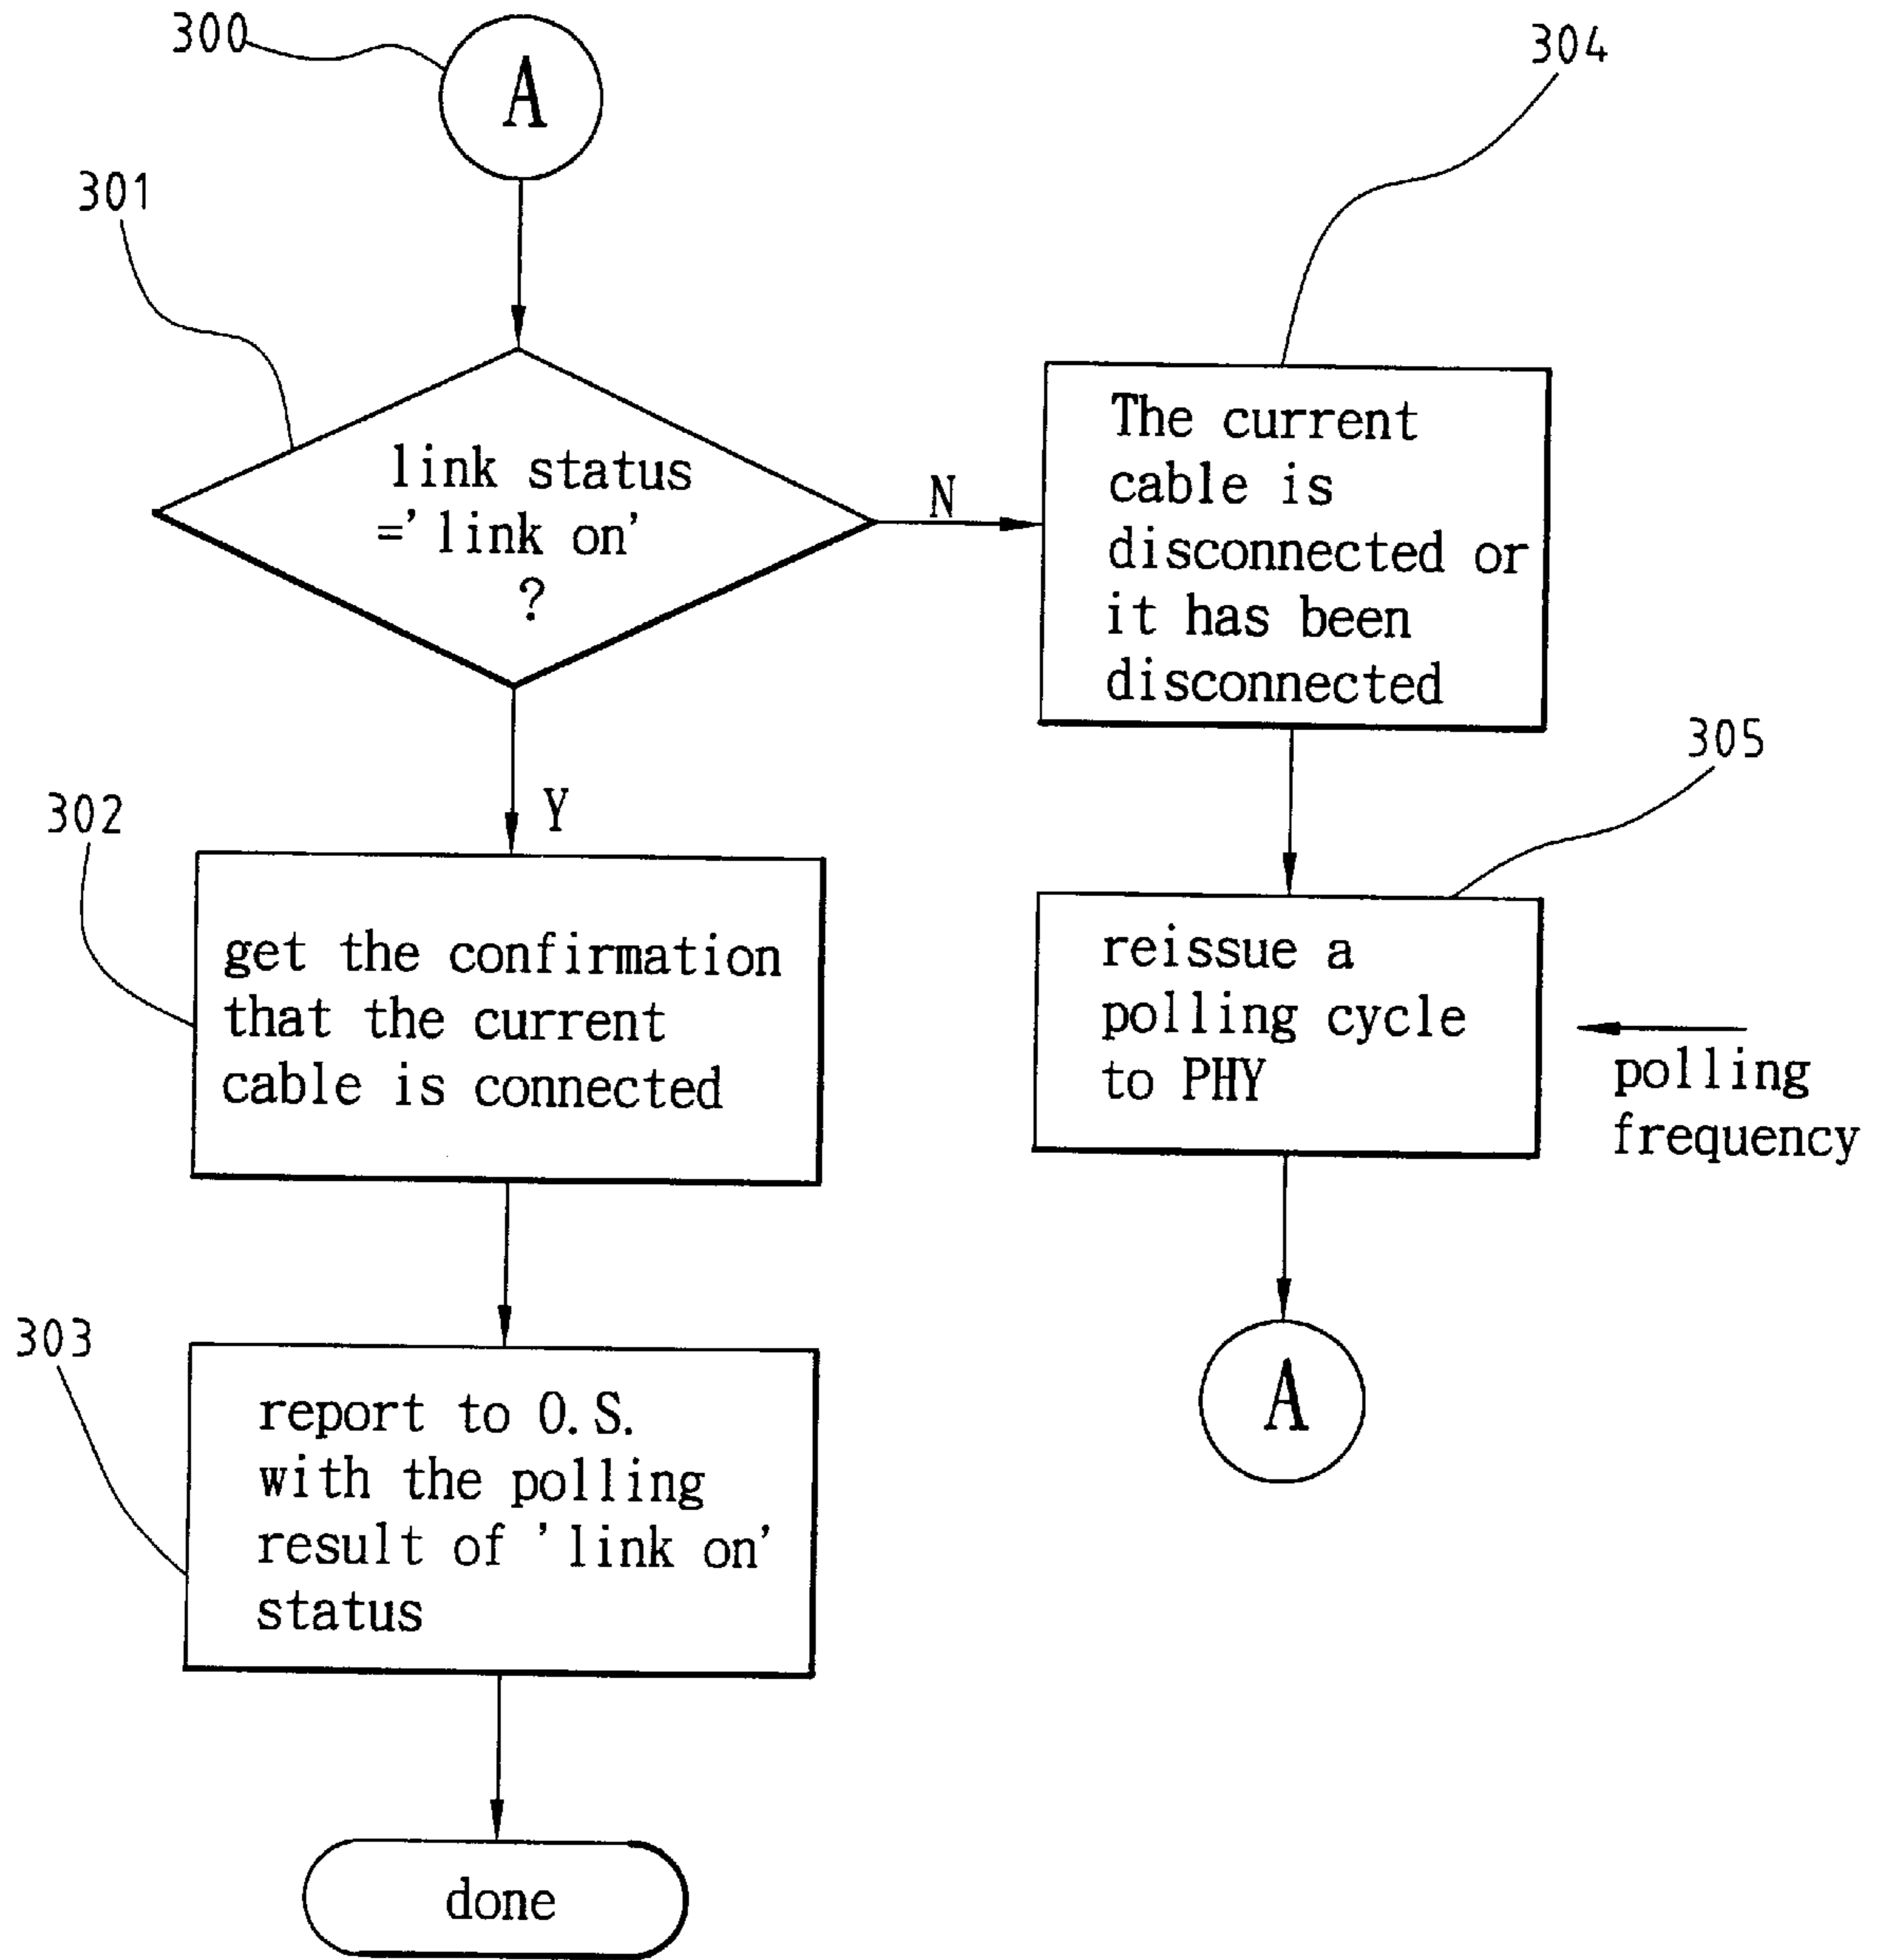 300
A
304
301
link status
='link on'
?
N
The current
cable is
disconnected or
it has been
disconnected
Y
302
get the confirmation
that the current
cable is connected
305
reissue a
polling cycle
to PHY
polling
frequency
303
report to O.S.
with the polling
result of 'link on'
status
A
done